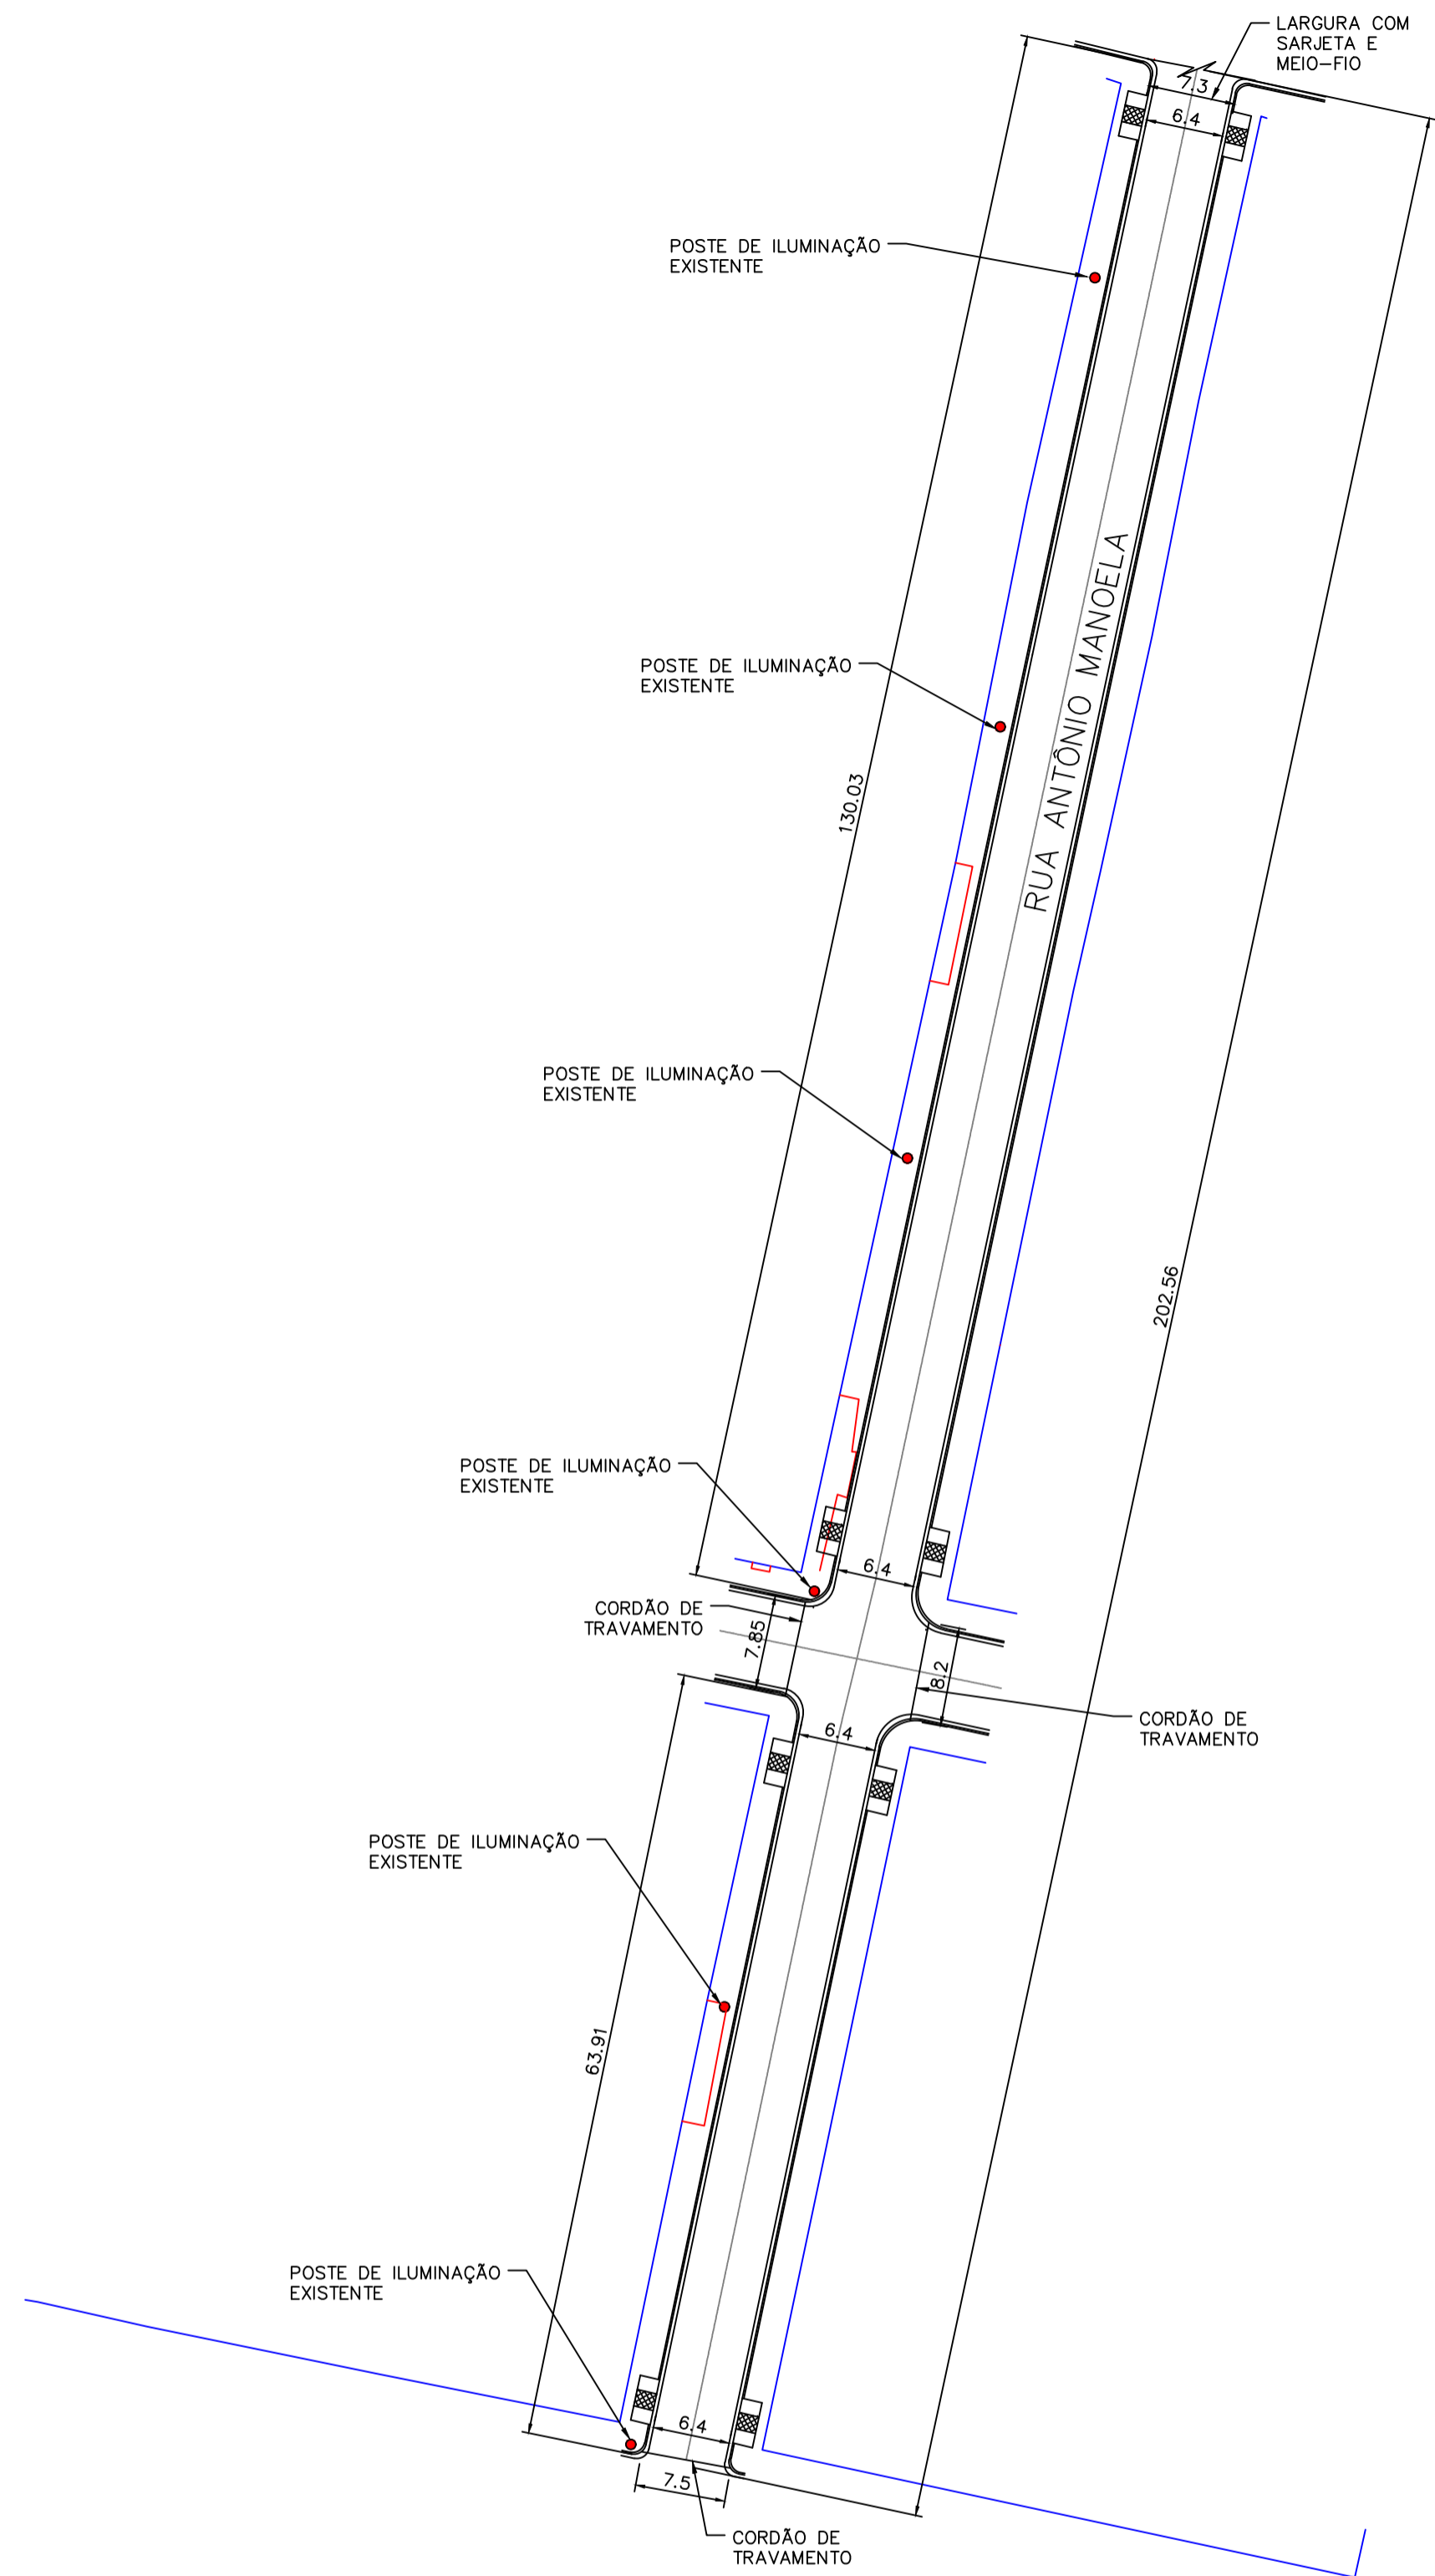 LARGURA COM
SARJETA E
MEIO-FIO
7.3
6.4
POSTE DE ILUMINAÇÃO
EXISTENTE
RUA ANTÔNIO MANOELA
POSTE DE ILUMINAÇÃO
EXISTENTE
130.03
POSTE DE ILUMINAÇÃO
EXISTENTE
202.56
POSTE DE ILUMINAÇÃO
EXISTENTE
6.4
CORDÃO DE
TRAVAMENTO
7.85
8.2
CORDÃO DE
TRAVAMENTO
6.4
POSTE DE ILUMINAÇÃO
EXISTENTE
63.91
POSTE DE ILUMINAÇÃO
EXISTENTE
6.4
7.5
CORDÃO DE
TRAVAMENTO